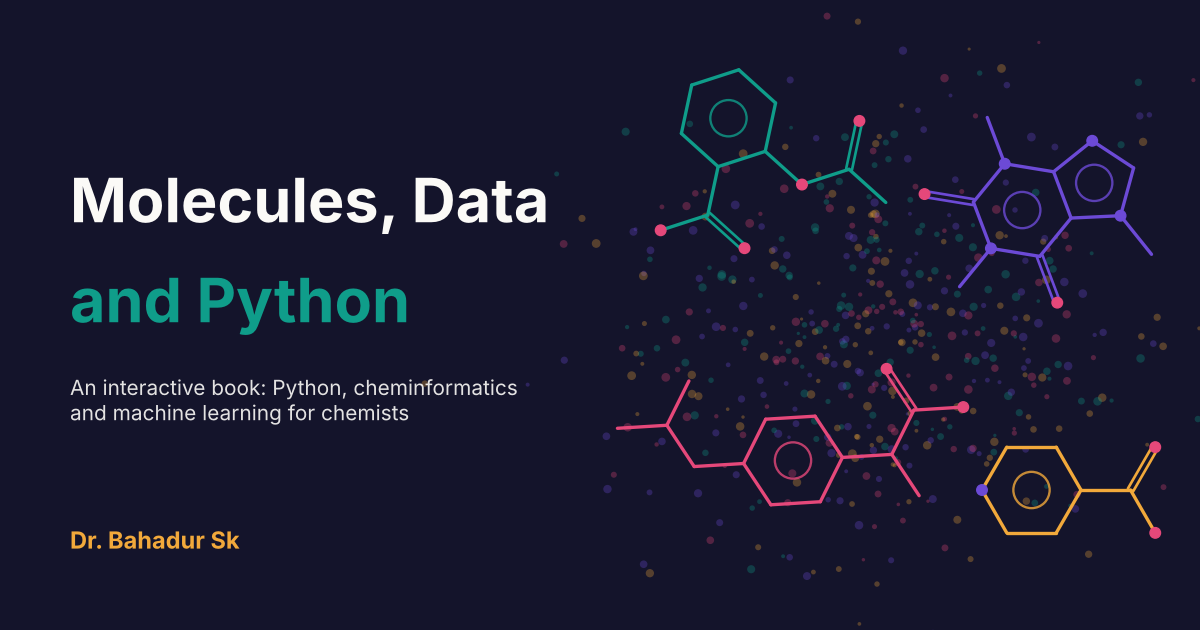 Molecules, Data
and Python
An interactive book: Python, cheminformatics
and machine learning for chemists
Dr. Bahadur Sk